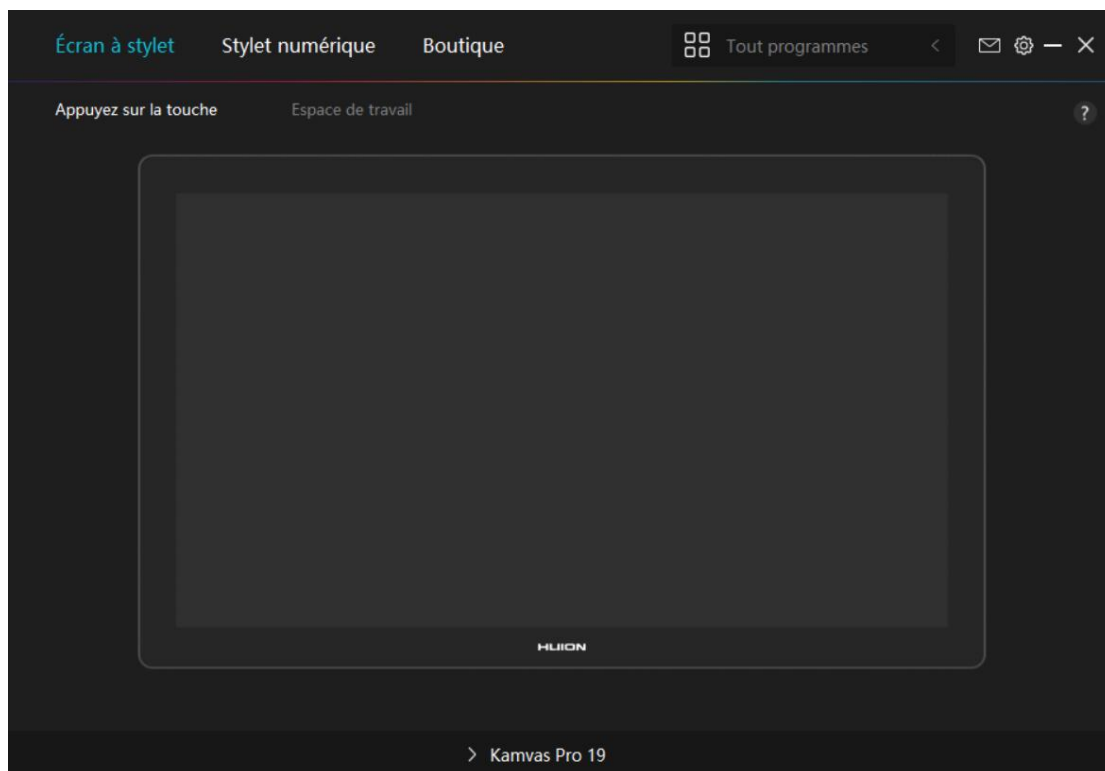 Écran à stylet Stylet numérique Boutique Tout programmes
Appuyez sur la touche Espace de travail ?
HUION
Kamvas Pro 19